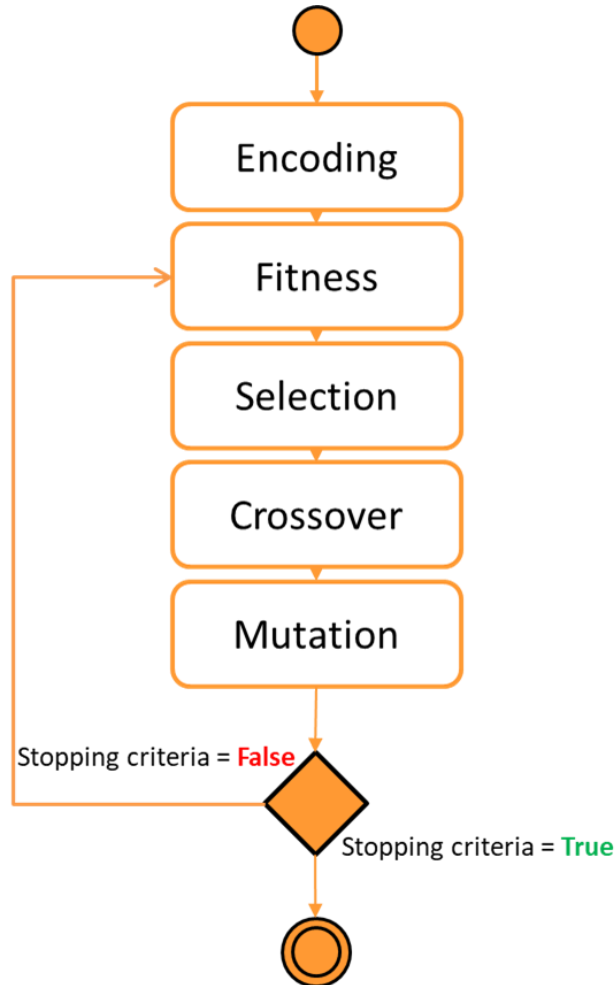 Encoding
Fitness
Selection
Crossover
Mutation
Stopping criteria = False
Stopping criteria = True